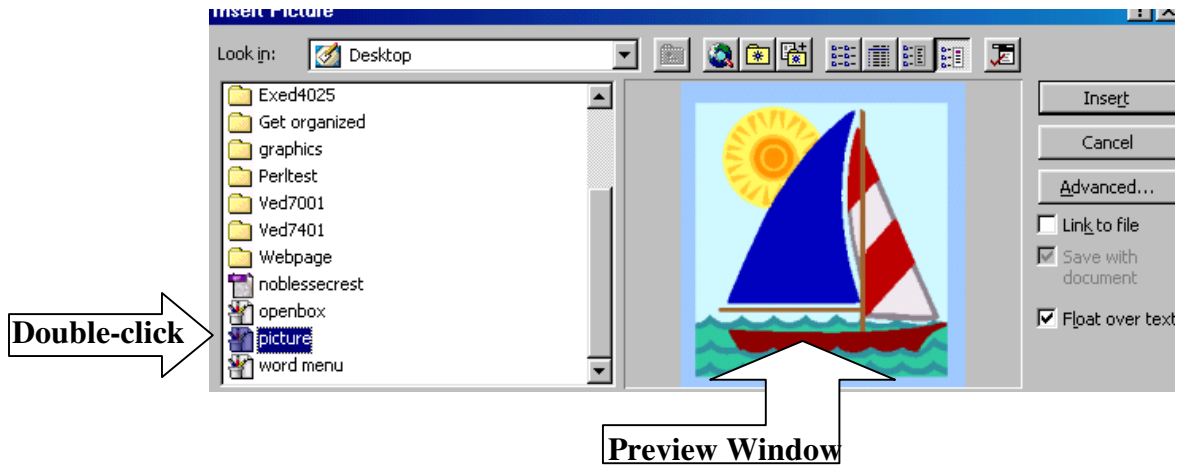 Insert Picture
Look in: Desktop
Exed4025
Get organized
graphics
Perltest
Ved7001
Ved7401
Webpage
noblessecrest
openbox
picture
word menu
Insert
Cancel
Advanced...
Link to file
Save with
document
Float over text
Double-click
Preview Window